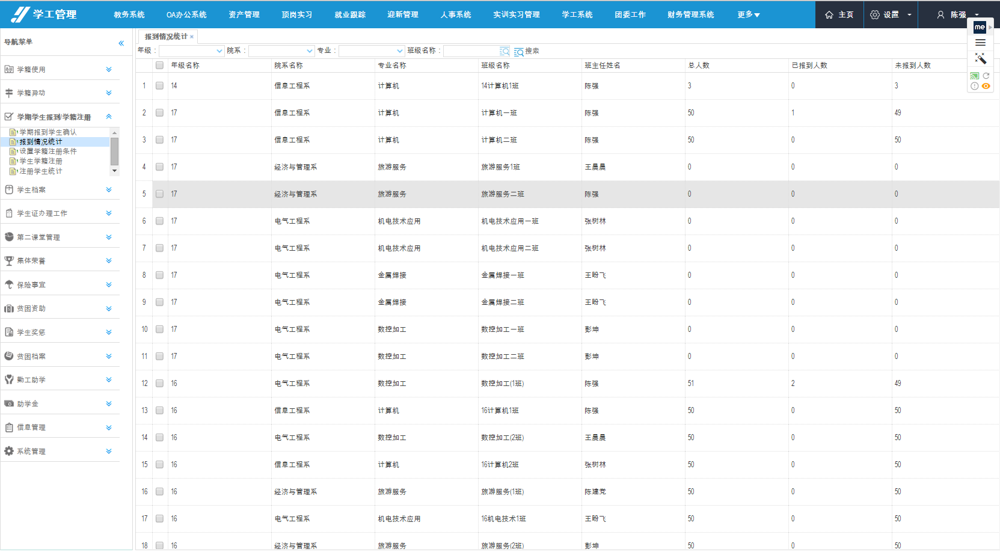 学工管理 教务系统 OA办公系统 资产管理 顶岗实习 就业跟踪 迎新管理 人事系统 实训实习管理 学工系统 团委工作 财务管理系统 更多 主页 设置 陈强
me
导航菜单
学籍使用
学籍异动
学期学生报到/学籍注册
学期报到学生确认
报到情况统计
设置学籍注册条件
学生学籍注册
注册学生统计
学生档案
学生证办理工作
第二课堂管理
集体荣誉
保险事宜
贫困资助
学生奖惩
贫困档案
勤工助学
助学金
信息管理
系统管理
报到情况统计
年级： 院系： 专业： 班级名称： 搜索
年级名称 院系名称 专业名称 班级名称 班主任姓名 总人数 已报到人数 未报到人数
1 14 信息工程系 计算机 14计算机1班 陈强 3 0 3
2 17 信息工程系 计算机 计算机一班 陈强 50 1 49
3 17 信息工程系 计算机 计算机二班 陈强 50 0 50
4 17 经济与管理系 旅游服务 旅游服务1班 王晨晨 0 0 0
5 17 经济与管理系 旅游服务 旅游服务二班 陈强 0 0 0
6 17 电气工程系 机电技术应用 机电技术应用一班 张树林 0 0 0
7 17 电气工程系 机电技术应用 机电技术应用二班 张树林 0 0 0
8 17 电气工程系 金属焊接 金属焊接一班 王盼飞 0 0 0
9 17 电气工程系 金属焊接 金属焊接二班 王盼飞 0 0 0
10 17 电气工程系 数控加工 数控加工一班 彭坤 0 0 0
11 17 电气工程系 数控加工 数控加工二班 彭坤 0 0 0
12 16 电气工程系 数控加工 数控加工(1班) 陈强 51 2 49
13 16 信息工程系 计算机 16计算机1班 陈强 50 0 50
14 16 电气工程系 数控加工 数控加工(2班) 王晨晨 50 0 50
15 16 信息工程系 计算机 16计算机2班 张树林 50 0 50
16 16 经济与管理系 旅游服务 旅游服务(1班) 陈建党 50 0 50
17 16 电气工程系 机电技术应用 16机电技术1班 王盼飞 50 0 50
18 16 经济与管理系 旅游服务 旅游服务(2班) 彭坤 50 0 50